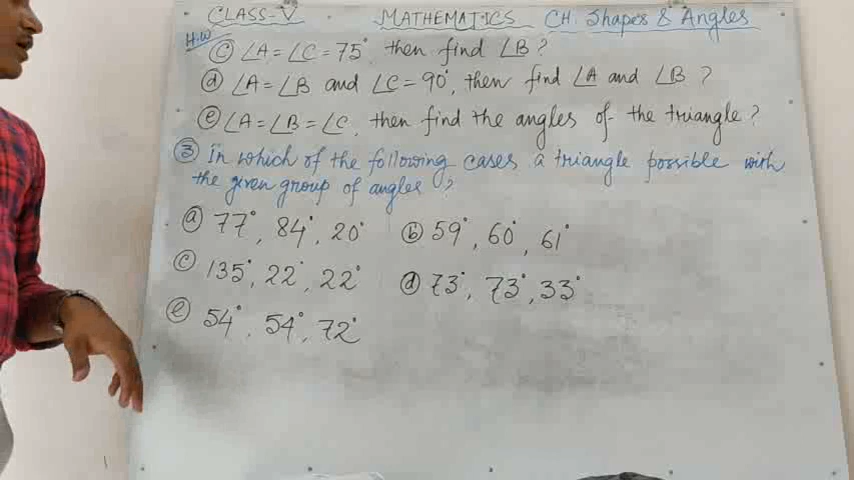 CLASS-V MATHEMATICS CH. Shapes & Angles
H.W
ⓒ ∠A = ∠C = 75°, then find ∠B ?
ⓓ ∠A = ∠B and ∠C = 90°, then find ∠A and ∠B ?
ⓔ ∠A = ∠B = ∠C, then find the angles of the triangle ?
③ In which of the following cases a triangle possible with
the given group of angles ?
ⓐ 77°, 84°, 20° ⓑ 59°, 60°, 61°
ⓒ 135°, 22°, 22° ⓓ 73°, 73°, 33°
ⓔ 54°, 54°, 72°